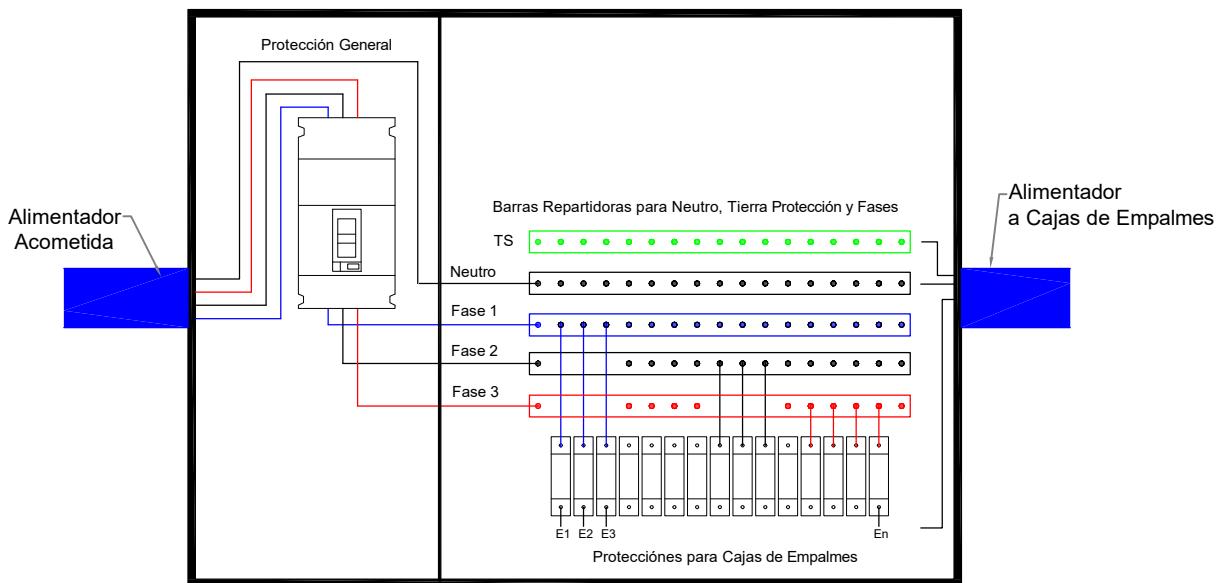 Protección General
Alimentador
Acometida
Alimentador
a Cajas de Empalmes
Barras Repartidoras para Neutro, Tierra Protección y Fases
TS
Neutro
Fase 1
Fase 2
Fase 3
E1 E2 E3 En
Protecciónes para Cajas de Empalmes